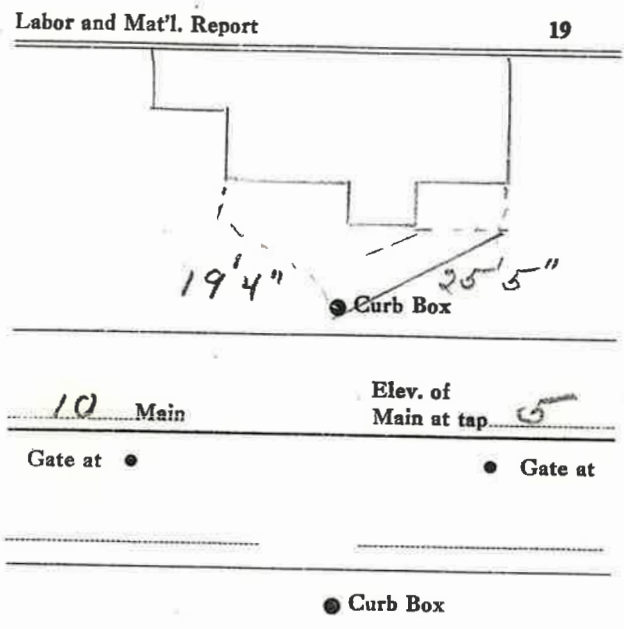 Labor and Mat'l. Report 19
19'4" 25'5"
Curb Box
10 Main Elev. of Main at tap 5
Gate at Gate at
Curb Box